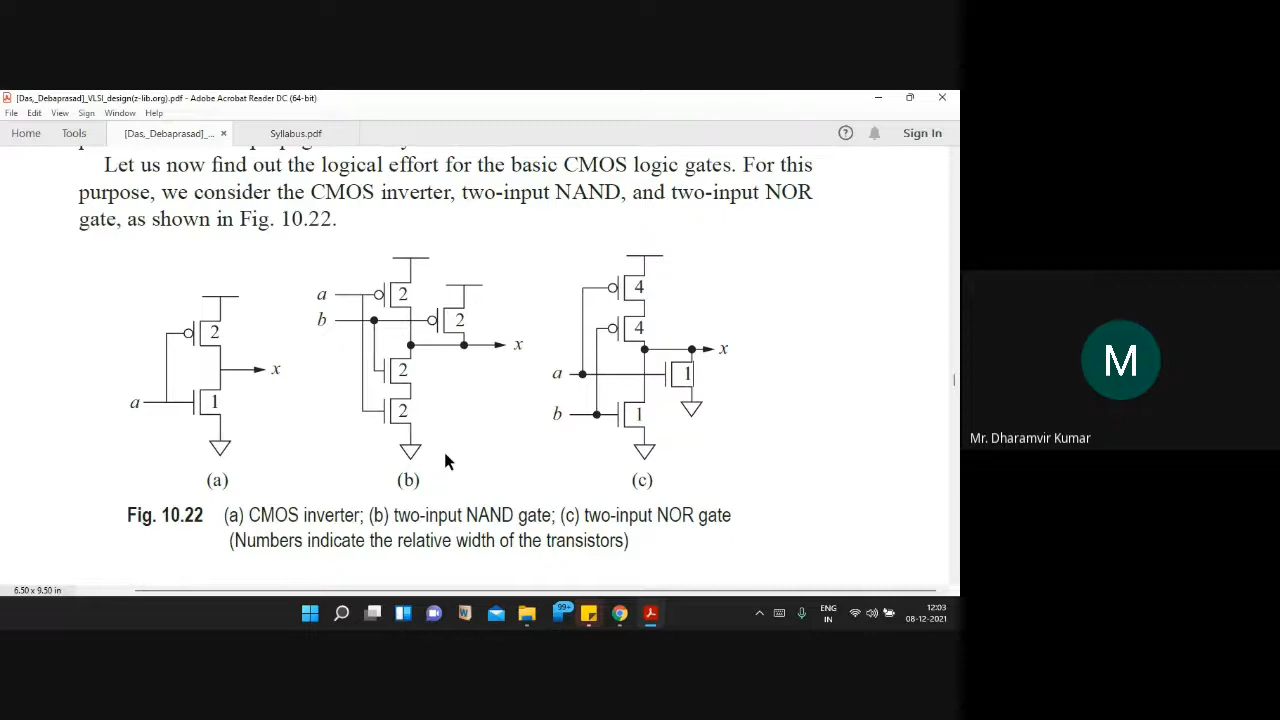 [Das,_Debaprasad]_VLSI_design(z-lib.org).pdf - Adobe Acrobat Reader DC (64-bit)
File Edit View Sign Window Help
Home Tools [Das,_Debaprasad]_... × Syllabus.pdf ? Sign In
Let us now find out the logical effort for the basic CMOS logic gates. For this
purpose, we consider the CMOS inverter, two-input NAND, and two-input NOR
gate, as shown in Fig. 10.22.
a 2 1 x
(a)
a b 2 2 2 2 x
(b)
4 4 a b 1 1 x
(c)
Fig. 10.22 (a) CMOS inverter; (b) two-input NAND gate; (c) two-input NOR gate
(Numbers indicate the relative width of the transistors)
M
Mr. Dharamvir Kumar
6.50 x 9.50 in
W 99+ ENG
IN
12:03
08-12-2021